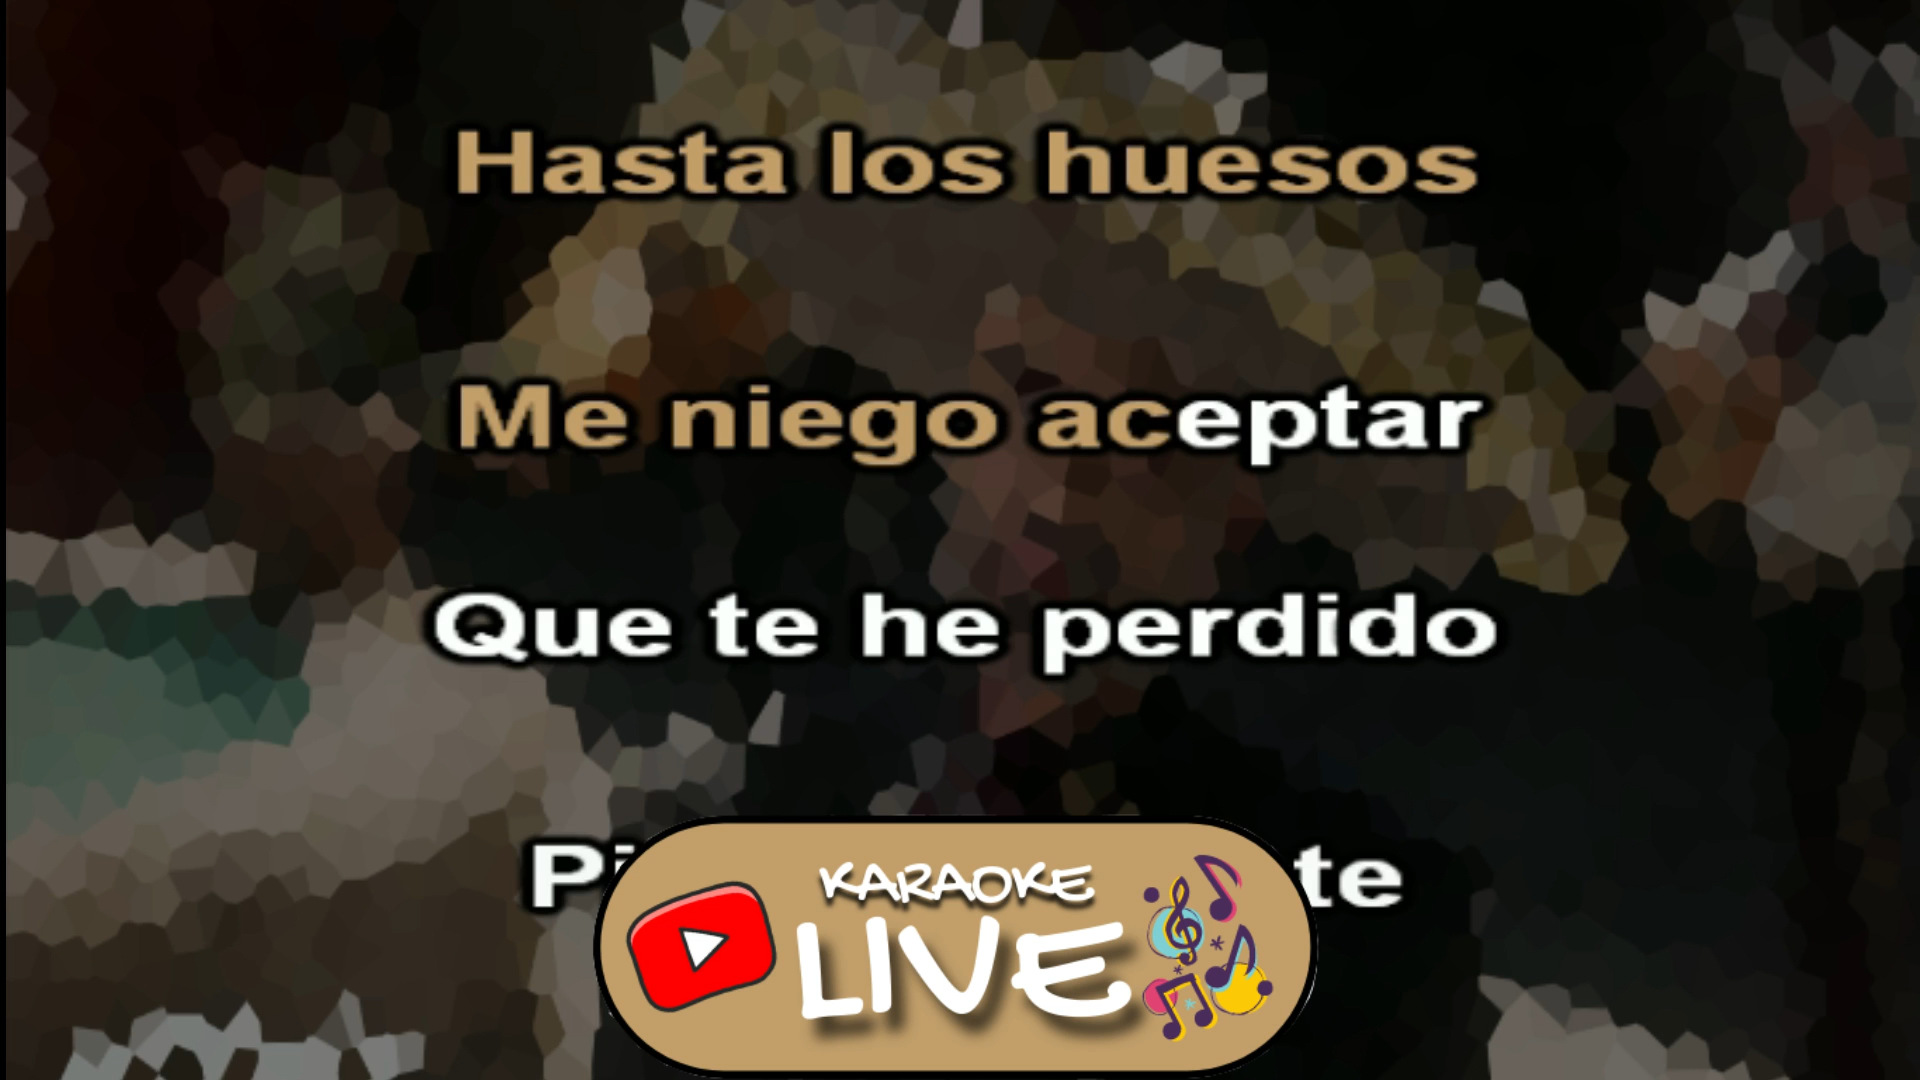 Hasta los huesos
Me niego aceptar
Que te he perdido
KARAOKE
LIVE